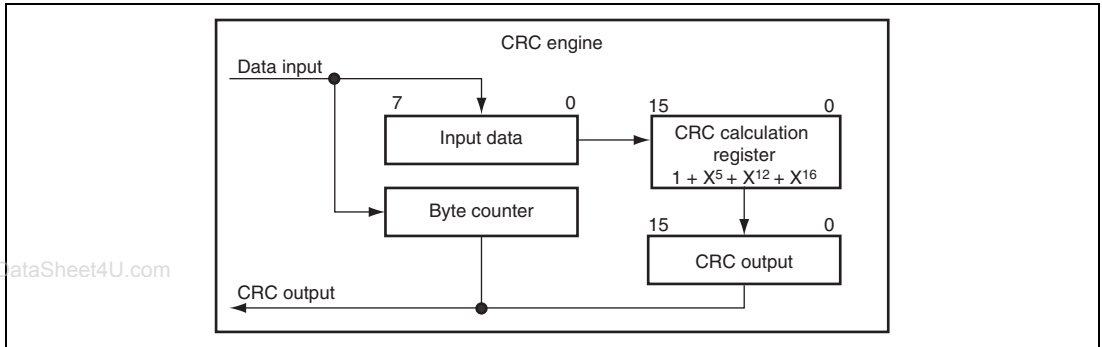 CRC engine
Data input
7 0
Input data
15 0
CRC calculation
register
1 + X⁵ + X¹² + X¹⁶
Byte counter
15 0
CRC output
DataSheet4U.com
CRC output